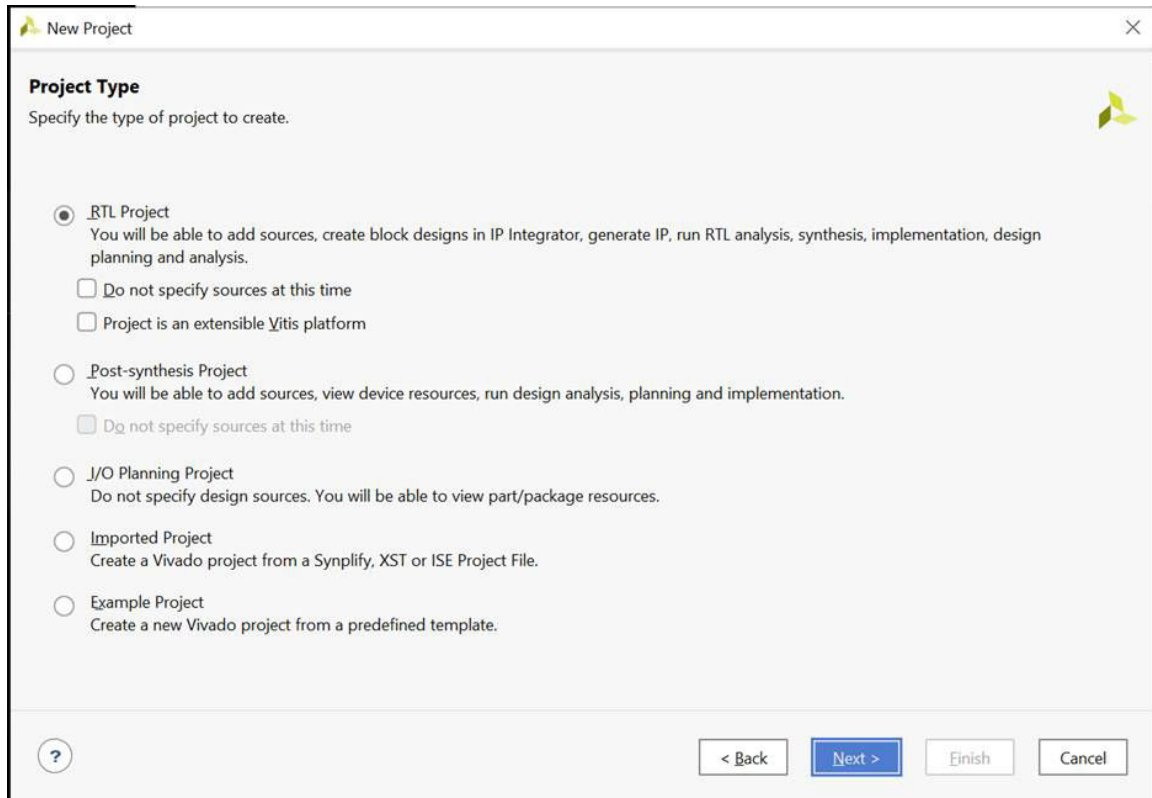 New Project
Project Type
Specify the type of project to create.
RTL Project
You will be able to add sources, create block designs in IP Integrator, generate IP, run RTL analysis, synthesis, implementation, design
planning and analysis.
Do not specify sources at this time
Project is an extensible Vitis platform
Post-synthesis Project
You will be able to add sources, view device resources, run design analysis, planning and implementation.
Do not specify sources at this time
I/O Planning Project
Do not specify design sources. You will be able to view part/package resources.
Imported Project
Create a Vivado project from a Synplify, XST or ISE Project File.
Example Project
Create a new Vivado project from a predefined template.
? < Back Next > Finish Cancel